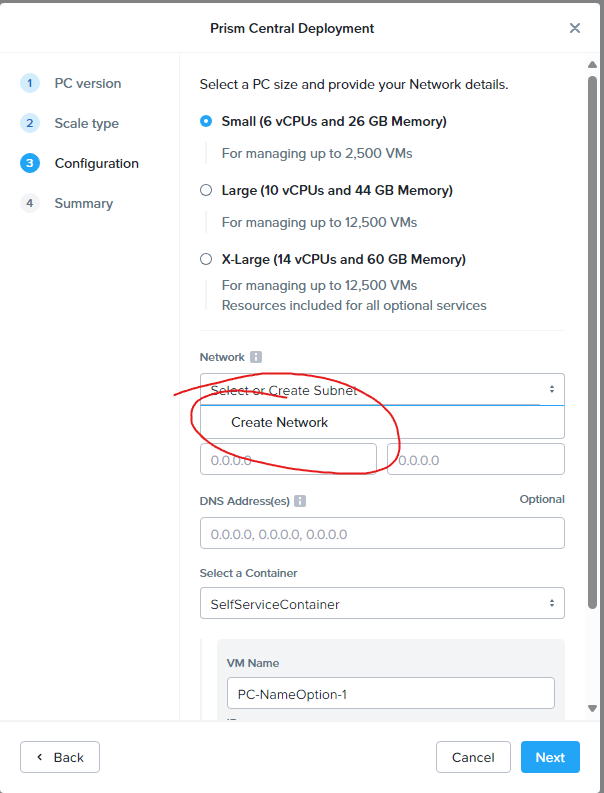 Prism Central Deployment
1 PC version
2 Scale type
3 Configuration
4 Summary
Select a PC size and provide your Network details.
Small (6 vCPUs and 26 GB Memory)
For managing up to 2,500 VMs
Large (10 vCPUs and 44 GB Memory)
For managing up to 12,500 VMs
X-Large (14 vCPUs and 60 GB Memory)
For managing up to 12,500 VMs
Resources included for all optional services
Network
Select or Create Subnet
Create Network
0.0.0.0 0.0.0.0
DNS Address(es) Optional
0.0.0.0, 0.0.0.0, 0.0.0.0
Select a Container
SelfServiceContainer
VM Name
PC-NameOption-1
Back Cancel Next